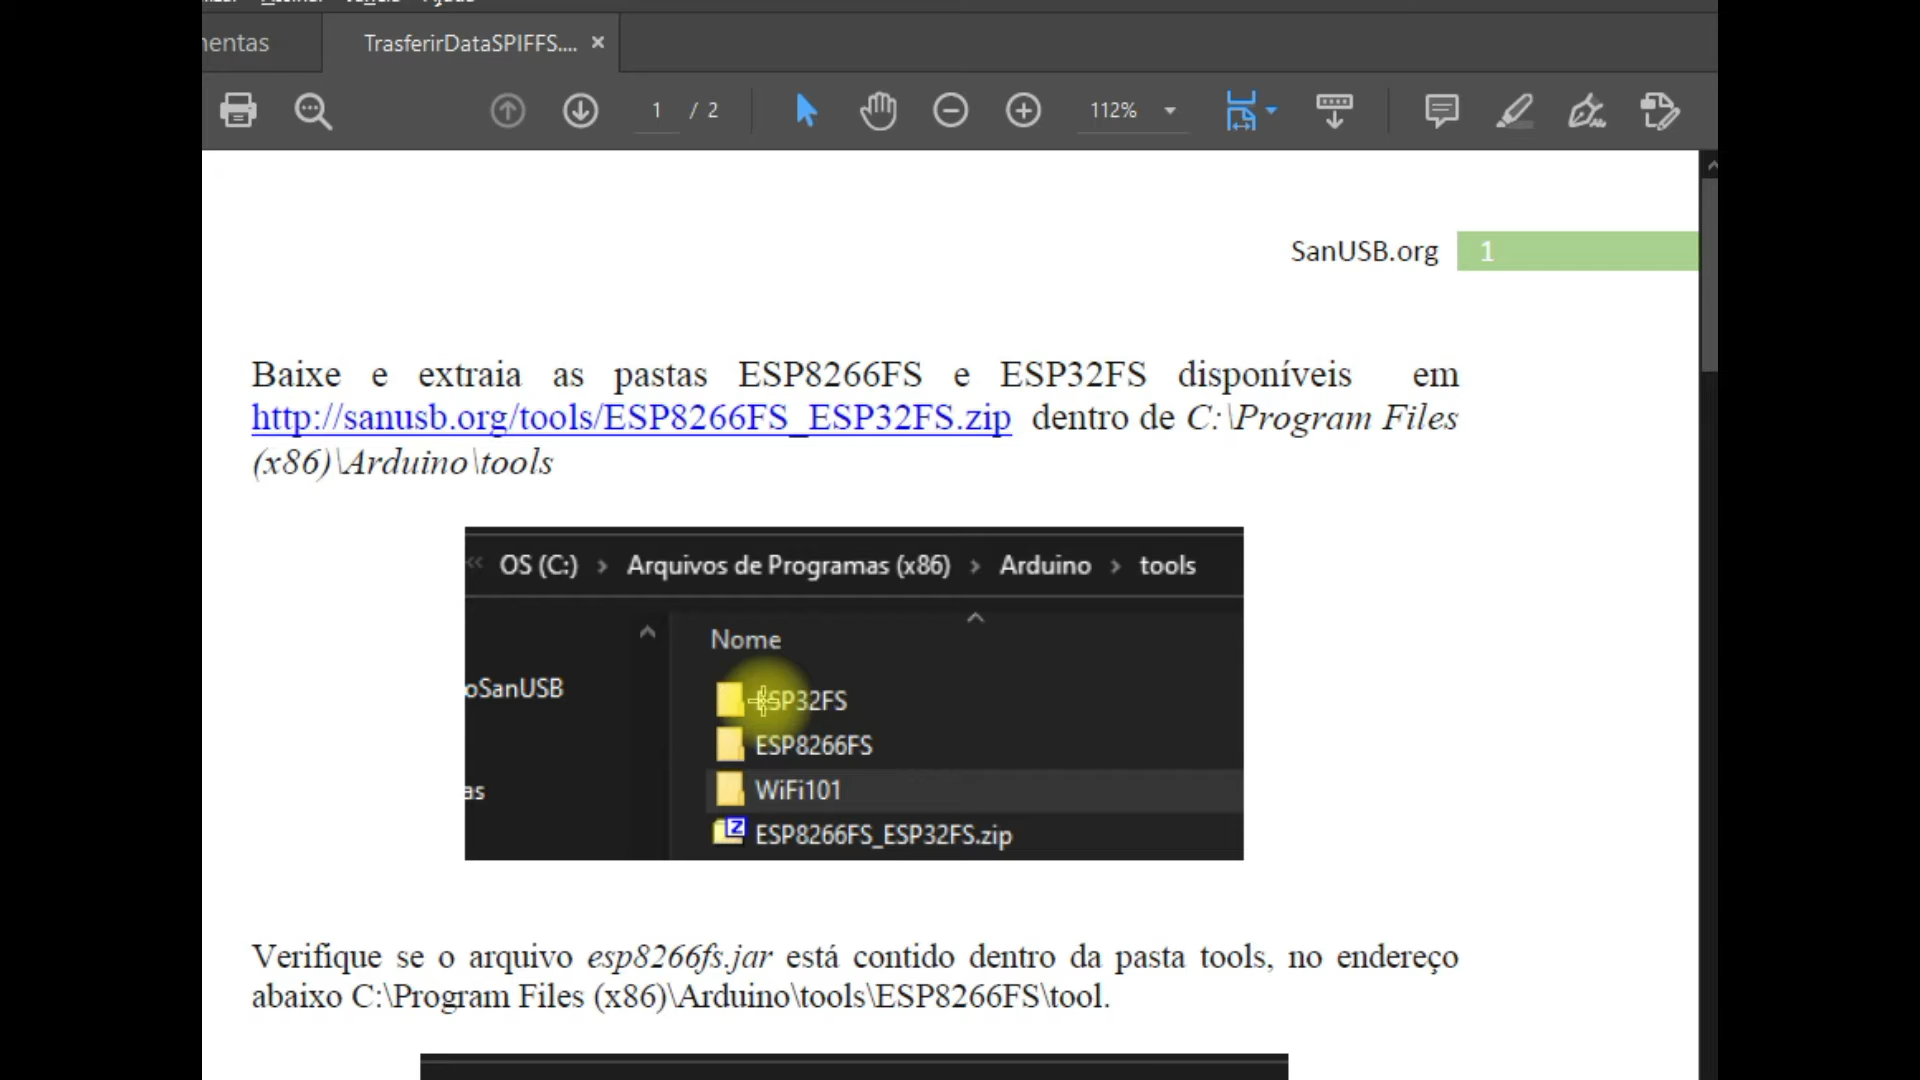 Ajuda
mentas
TrasferirDataSPIFFS....
1 / 2
112%
SanUSB.org 1
Baixe e extraia as pastas ESP8266FS e ESP32FS disponíveis em
http://sanusb.org/tools/ESP8266FS_ESP32FS.zip dentro de C:\Program Files
(x86)\Arduino\tools
OS (C:) > Arquivos de Programas (x86) > Arduino > tools
Nome
oSanUSB
ESP32FS
ESP8266FS
as
WiFi101
ESP8266FS_ESP32FS.zip
Verifique se o arquivo esp8266fs.jar está contido dentro da pasta tools, no endereço
abaixo C:\Program Files (x86)\Arduino\tools\ESP8266FS\tool.